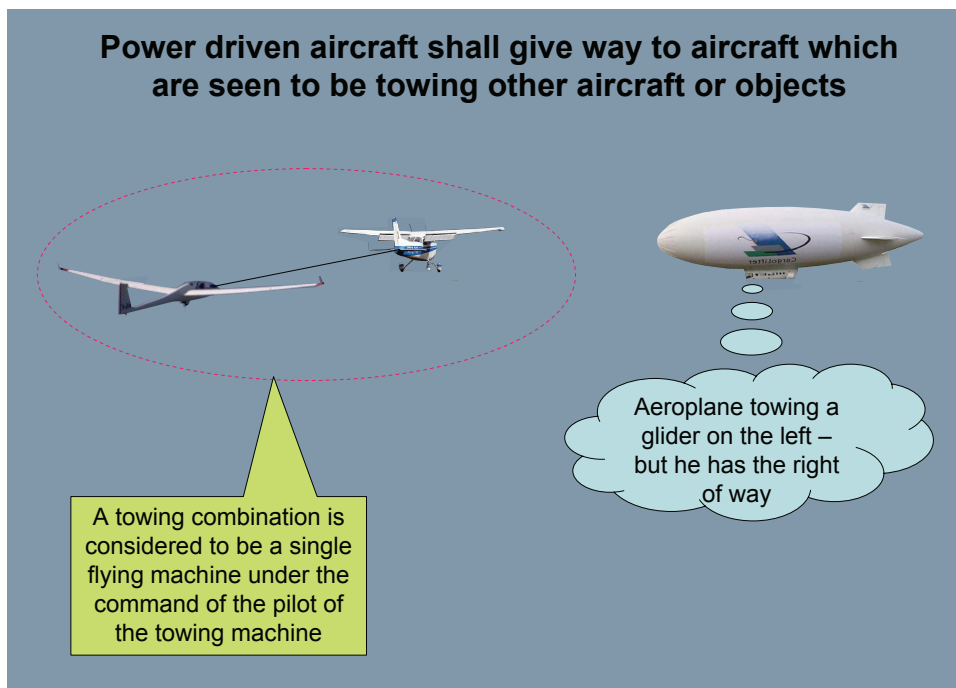 Power driven aircraft shall give way to aircraft which
are seen to be towing other aircraft or objects
CargoLifter
Aeroplane towing a
glider on the left –
but he has the right
of way
A towing combination is
considered to be a single
flying machine under the
command of the pilot of
the towing machine